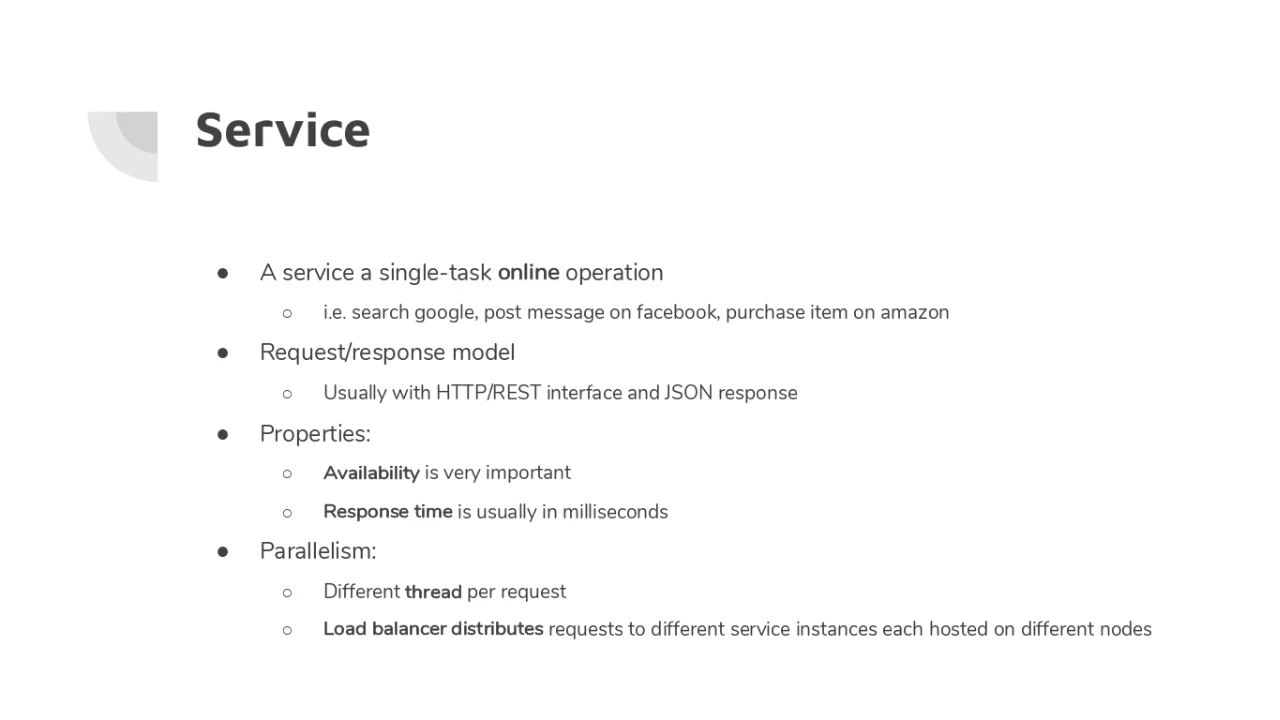 Service
● A service a single-task online operation
○ i.e. search google, post message on facebook, purchase item on amazon
● Request/response model
○ Usually with HTTP/REST interface and JSON response
● Properties:
○ Availability is very important
○ Response time is usually in milliseconds
● Parallelism:
○ Different thread per request
○ Load balancer distributes requests to different service instances each hosted on different nodes